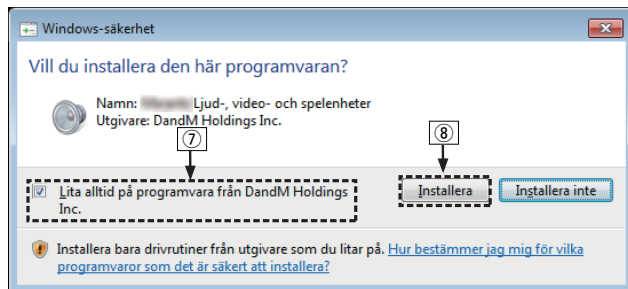 Windows-säkerhet
Vill du installera den här programvaran?
Namn: Ljud-, video- och spelenheter
Utgivare: DandM Holdings Inc.
⑦
⑧
Lita alltid på programvara från DandM Holdings
Inc.
Installera
Installera inte
Installera bara drivrutiner från utgivare som du litar på. Hur bestämmer jag mig för vilka
programvaror som det är säkert att installera?